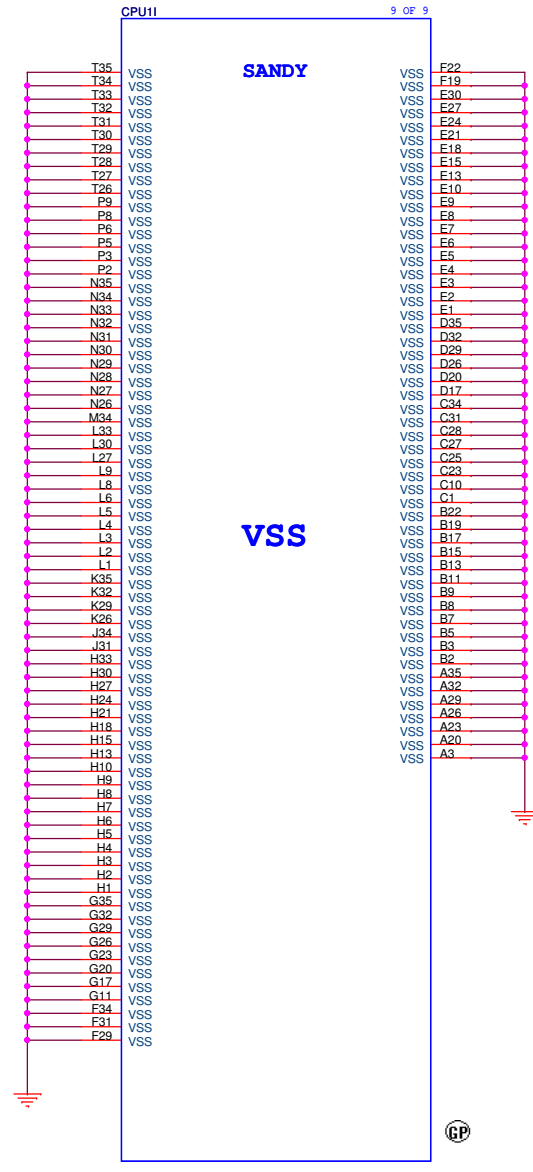 CPU1I 9 OF 9
SANDY
T35 VSS VSS F22
T34 VSS VSS F19
T33 VSS VSS E30
T32 VSS VSS E27
T31 VSS VSS E24
T30 VSS VSS E21
T29 VSS VSS E18
T28 VSS VSS E15
T27 VSS VSS E13
T26 VSS VSS E10
P9 VSS VSS E9
P8 VSS VSS E8
P6 VSS VSS E7
P5 VSS VSS E6
P3 VSS VSS E5
P2 VSS VSS E4
N35 VSS VSS E3
N34 VSS VSS E2
N33 VSS VSS E1
N32 VSS VSS D35
N31 VSS VSS D32
N30 VSS VSS D29
N29 VSS VSS D26
N28 VSS VSS D20
N27 VSS VSS D17
N26 VSS VSS C34
M34 VSS VSS C31
L33 VSS VSS C28
L30 VSS VSS C27
L27 VSS VSS C25
L9 VSS VSS C23
L8 VSS VSS C10
L6 VSS VSS C1
L5 VSS VSS B22
L4 VSS VSS B19
VSS
L3 VSS VSS B17
L2 VSS VSS B15
L1 VSS VSS B13
K35 VSS VSS B11
K32 VSS VSS B9
K29 VSS VSS B8
K26 VSS VSS B7
J34 VSS VSS B5
J31 VSS VSS B3
H33 VSS VSS B2
H30 VSS VSS A35
H27 VSS VSS A32
H24 VSS VSS A29
H21 VSS VSS A26
H18 VSS VSS A23
H15 VSS VSS A20
H13 VSS VSS A3
H10 VSS
H9 VSS
H8 VSS
H7 VSS
H6 VSS
H5 VSS
H4 VSS
H3 VSS
H2 VSS
H1 VSS
G35 VSS
G32 VSS
G29 VSS
G26 VSS
G23 VSS
G20 VSS
G17 VSS
G11 VSS
F34 VSS
F31 VSS
F29 VSS
GP